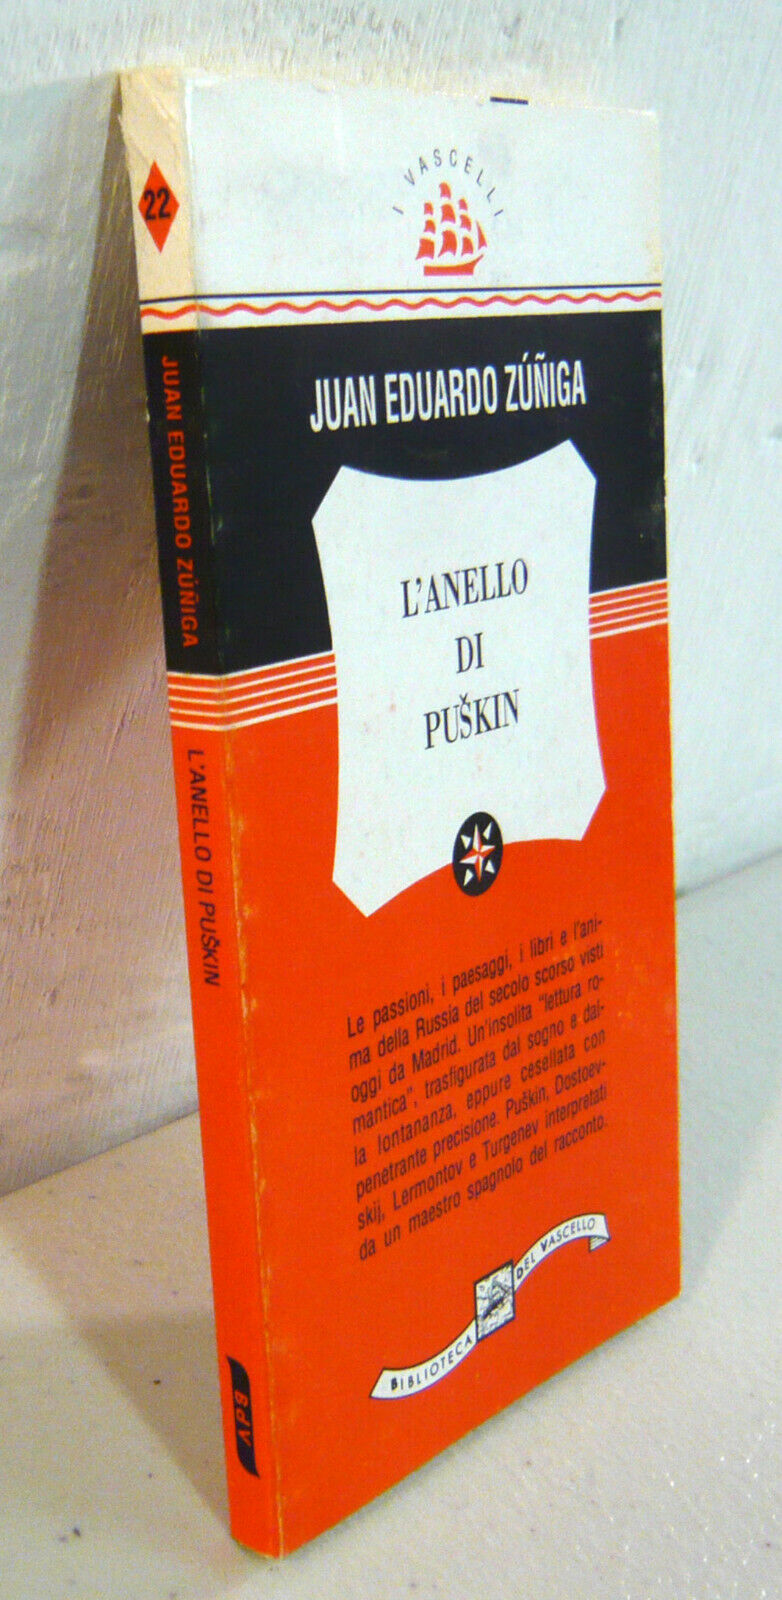 22
JUAN EDUARDO ZÚÑIGA
L'ANELLO DI PUŠKIN
BdV
I VASCELLI
JUAN EDUARDO ZÚÑIGA
L'ANELLO
DI
PUŠKIN
Le passioni, i paesaggi, i libri e l'ani-
ma della Russia del secolo scorso visti
oggi da Madrid. Un'insolita "lettura ro-
mantica", trasfigurata dal sogno e dal-
la lontananza, eppure cesellata con
penetrante precisione. Puškin, Dostoev-
skij, Lermontov e Turgenev interpretati
da un maestro spagnolo del racconto.
BIBLIOTECA DEL VASCELLO